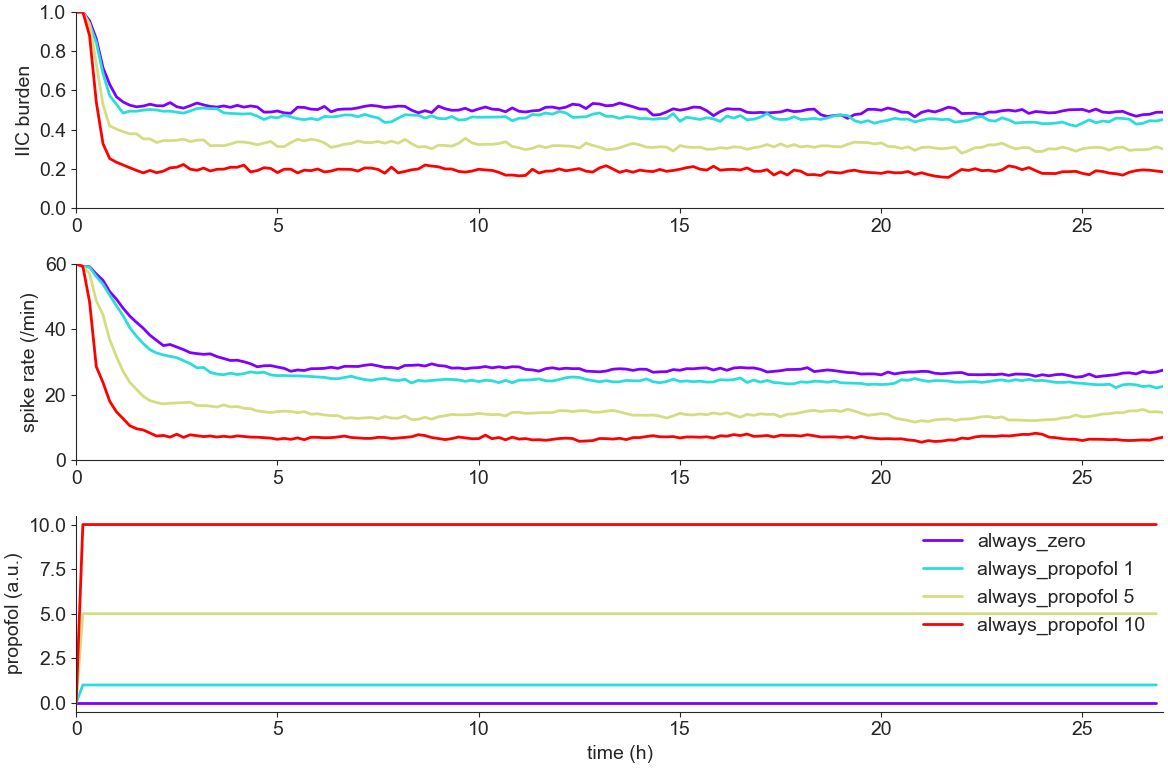 IIC burden
1.0
0.8
0.6
0.4
0.2
0.0
0 5 10 15 20 25
spike rate (/min)
60
40
20
0
0 5 10 15 20 25
propofol (a.u.)
10.0
7.5
5.0
2.5
0.0
always_zero
always_propofol 1
always_propofol 5
always_propofol 10
0 5 10 15 20 25
time (h)